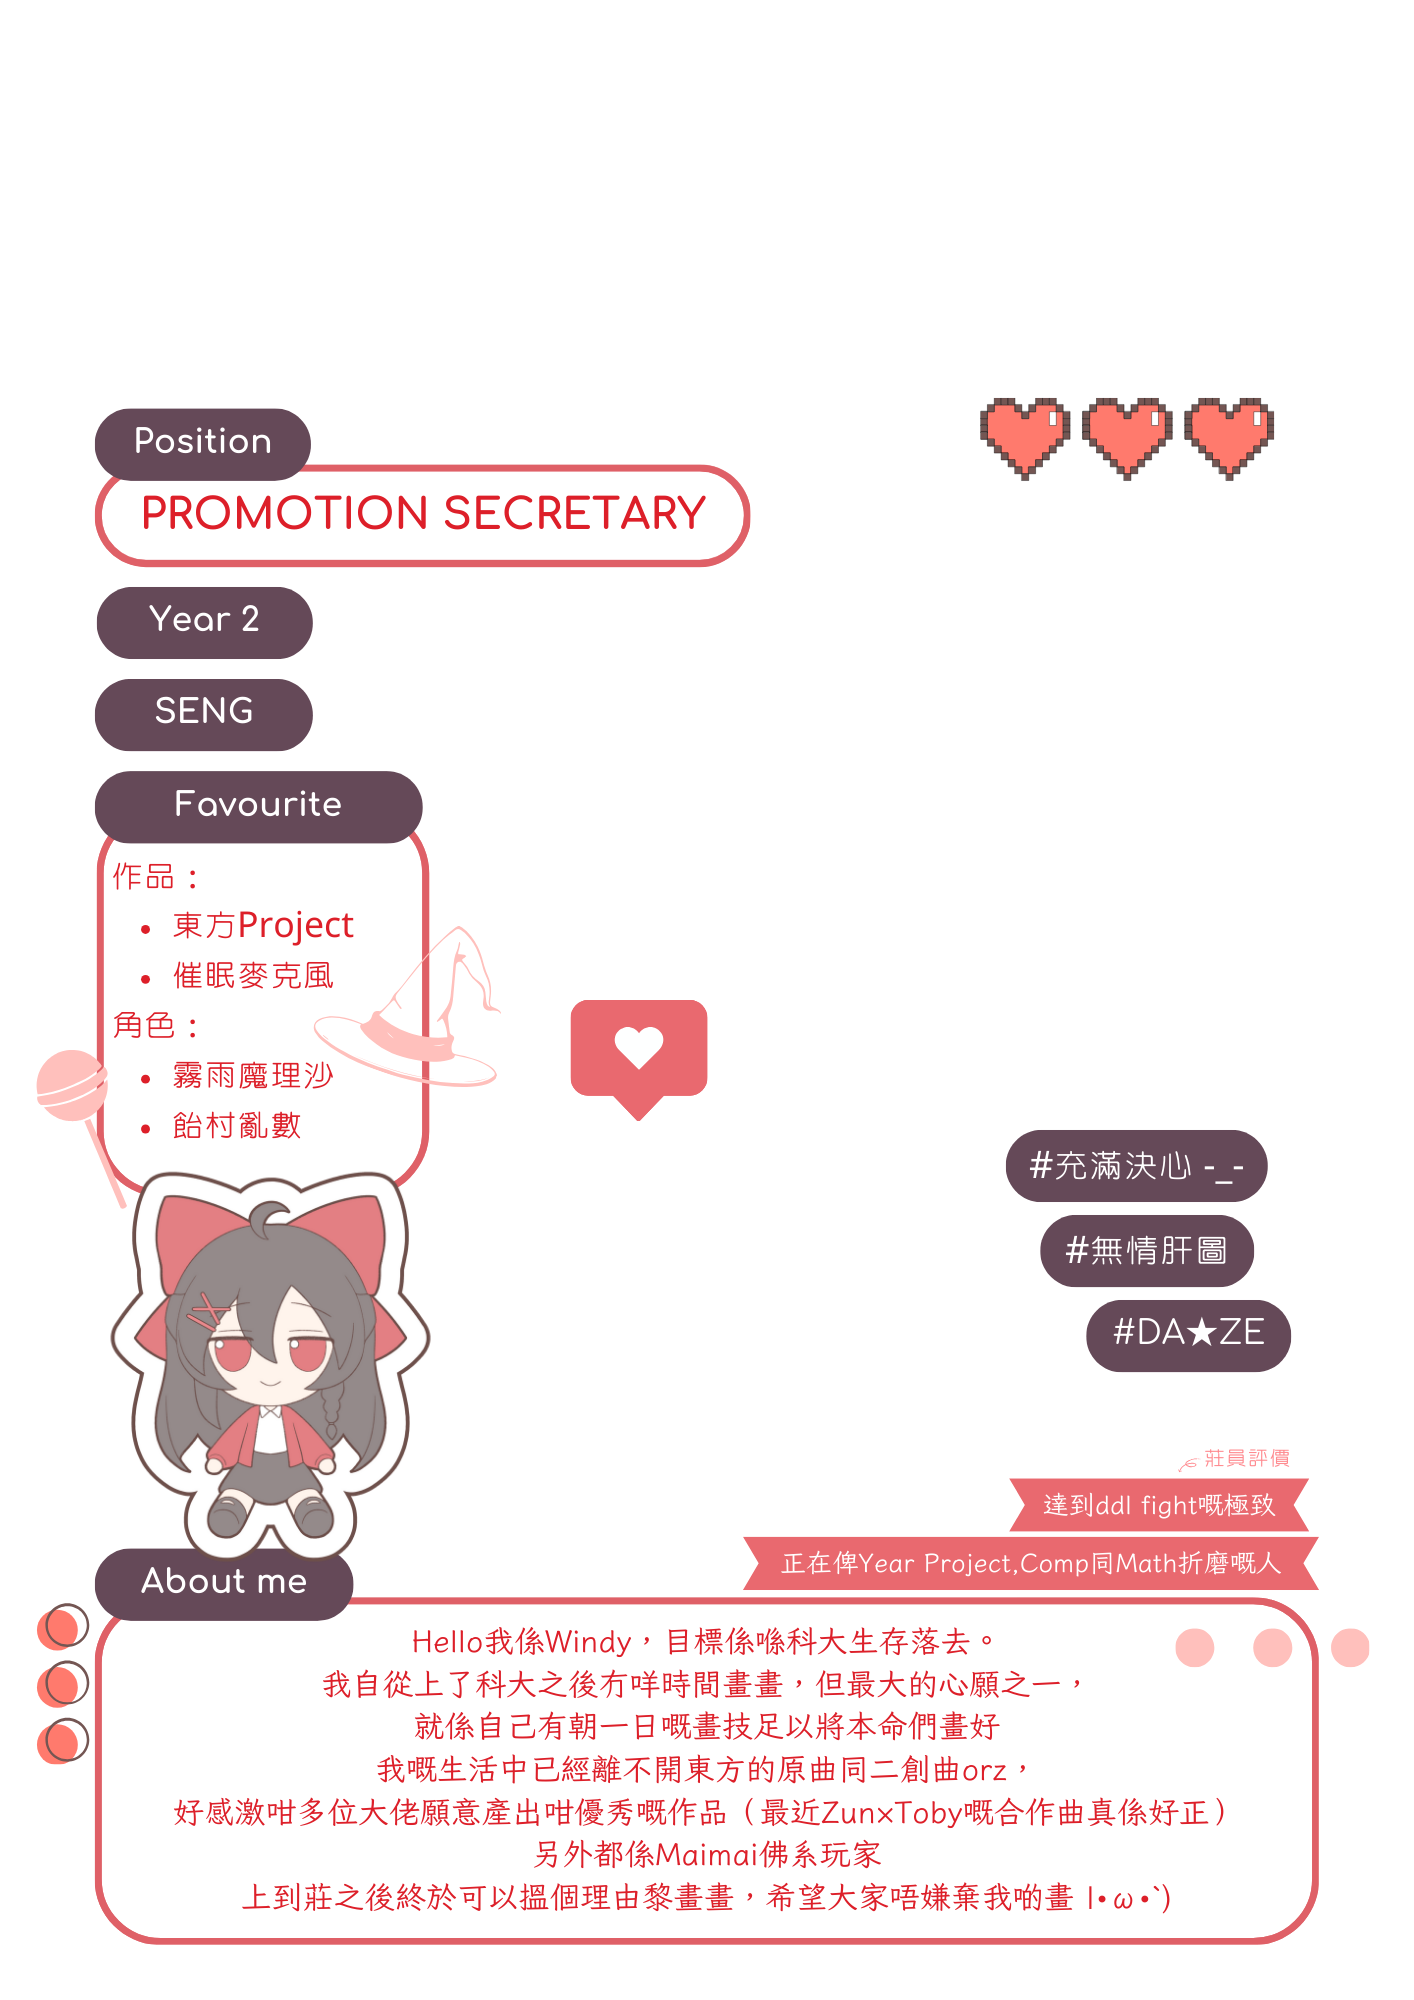 Position
PROMOTION SECRETARY
Year 2
SENG
Favourite
作品：
• 東方Project
• 催眠麥克風
角色：
• 霧雨魔理沙
• 飴村亂數
#充滿決心 -_-
#無情肝圖
#DA★ZE
莊員評價
達到ddl fight嘅極致
正在俾Year Project,Comp同Math折磨嘅人
About me
Hello我係Windy，目標係喺科大生存落去。
我自從上了科大之後冇咩時間畫畫，但最大的心願之一，
就係自己有朝一日嘅畫技足以將本命們畫好
我嘅生活中已經離不開東方的原曲同二創曲orz，
好感激咁多位大佬願意產出咁優秀嘅作品（最近Zun×Toby嘅合作曲真係好正）
另外都係Maimai佛系玩家
上到莊之後終於可以搵個理由黎畫畫，希望大家唔嫌棄我啲畫 |•ω•`)